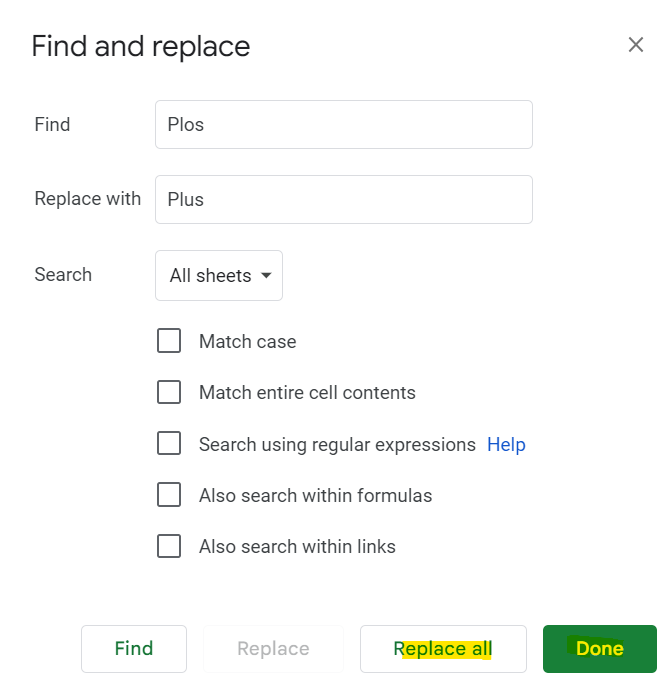 Find and replace
Find
Plos
Replace with
Plus
Search
All sheets
Match case
Match entire cell contents
Search using regular expressions Help
Also search within formulas
Also search within links
Find Replace Replace all Done